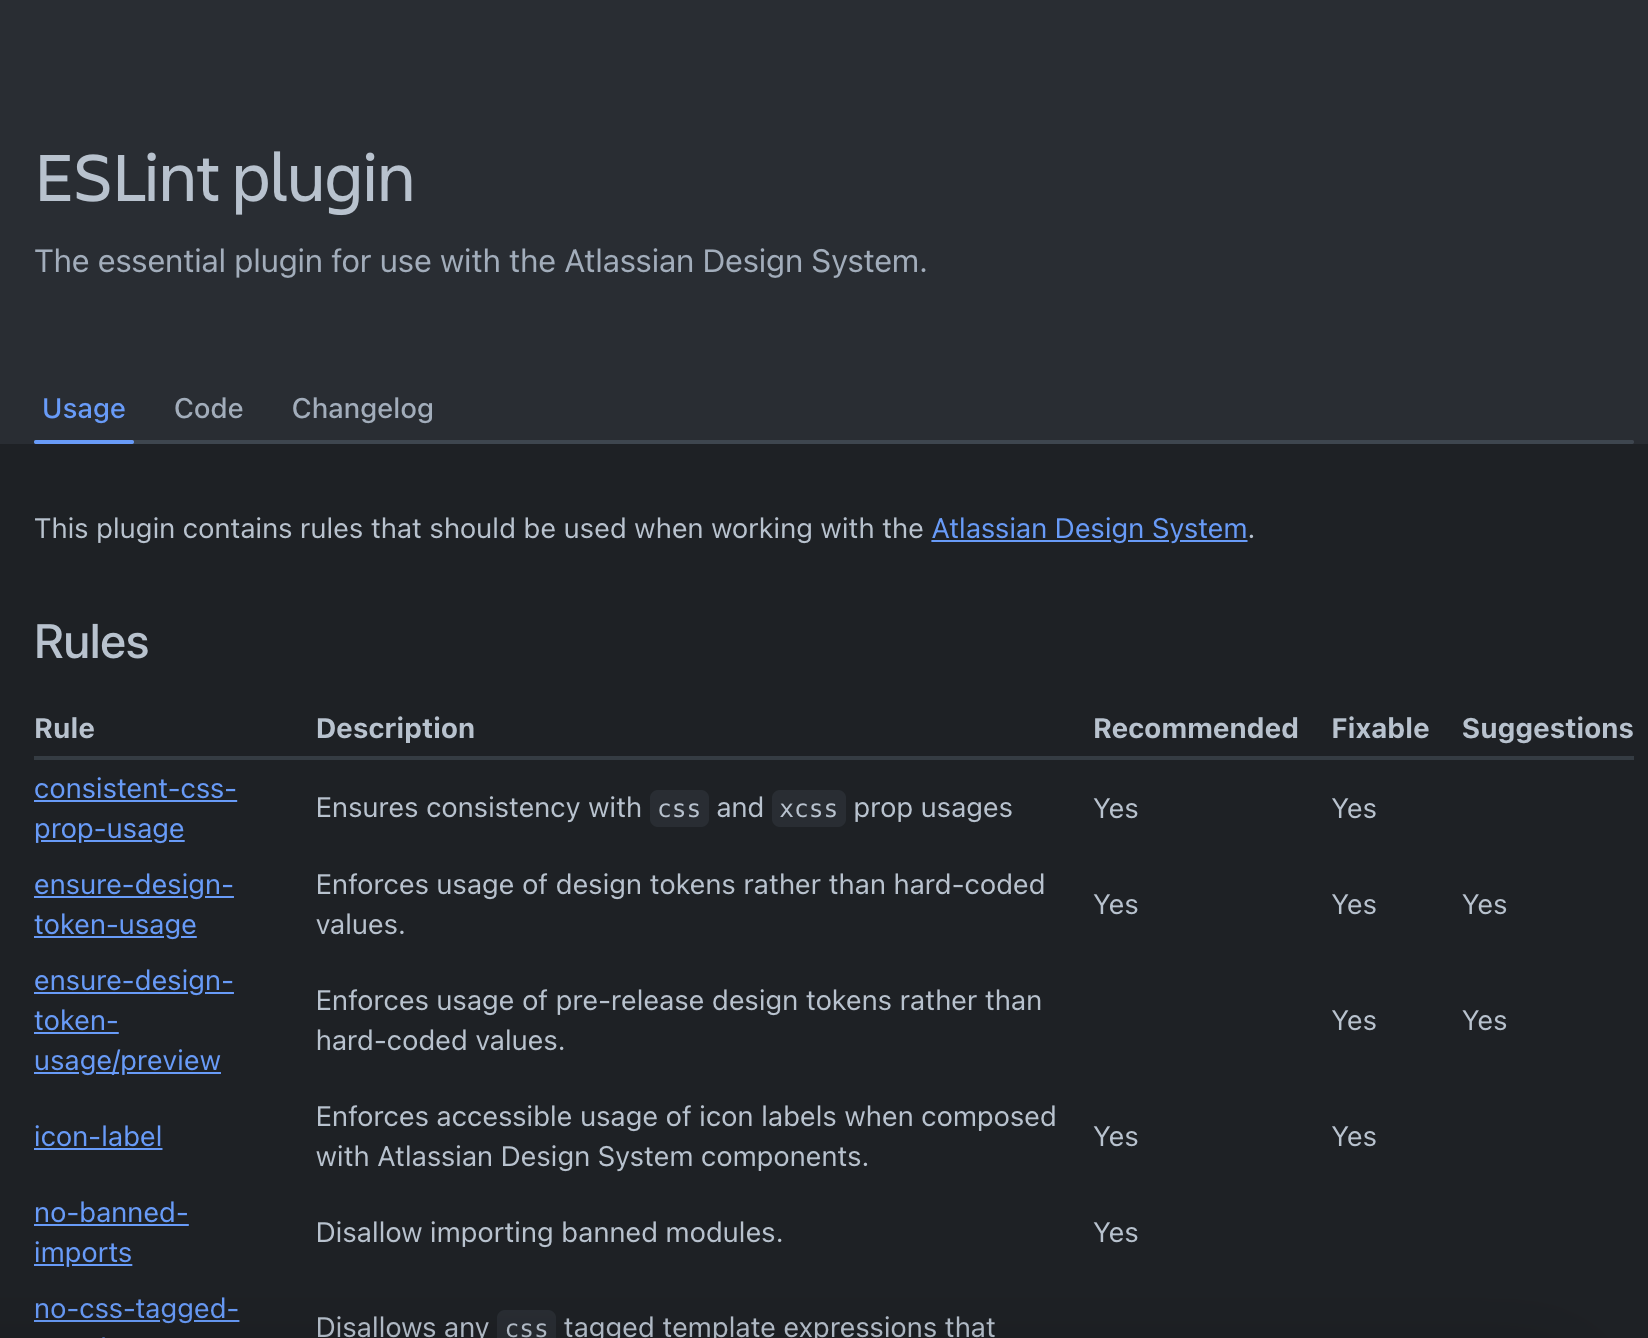 ESLint plugin
The essential plugin for use with the Atlassian Design System.
Usage Code Changelog
This plugin contains rules that should be used when working with the Atlassian Design System.
Rules
Rule Description Recommended Fixable Suggestions
consistent-css-
prop-usage
Ensures consistency with css and xcss prop usages
Yes Yes
ensure-design-
token-usage
Enforces usage of design tokens rather than hard-coded
values.
Yes Yes Yes
ensure-design-
token-
usage/preview
Enforces usage of pre-release design tokens rather than
hard-coded values.
Yes Yes
icon-label
Enforces accessible usage of icon labels when composed
with Atlassian Design System components.
Yes Yes
no-banned-
imports
Disallow importing banned modules.
Yes
no-css-tagged-
Disallows any css tagged template expressions that